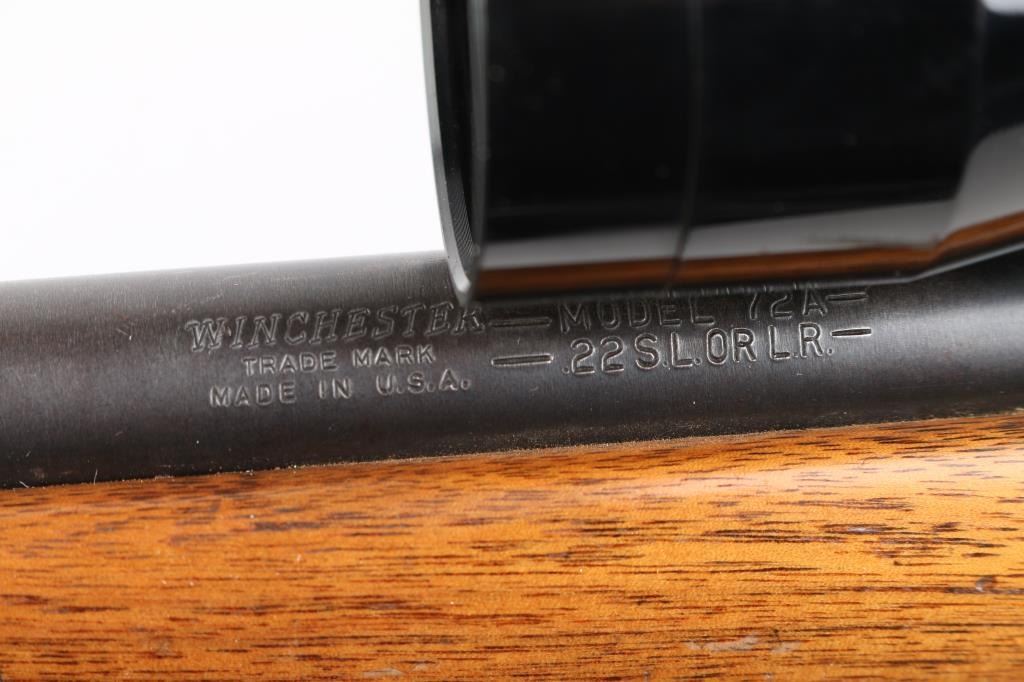 WINCHESTER
TRADE MARK
MADE IN U.S.A.
— MODEL 72A —
— .22 S.L. OR L.R. —